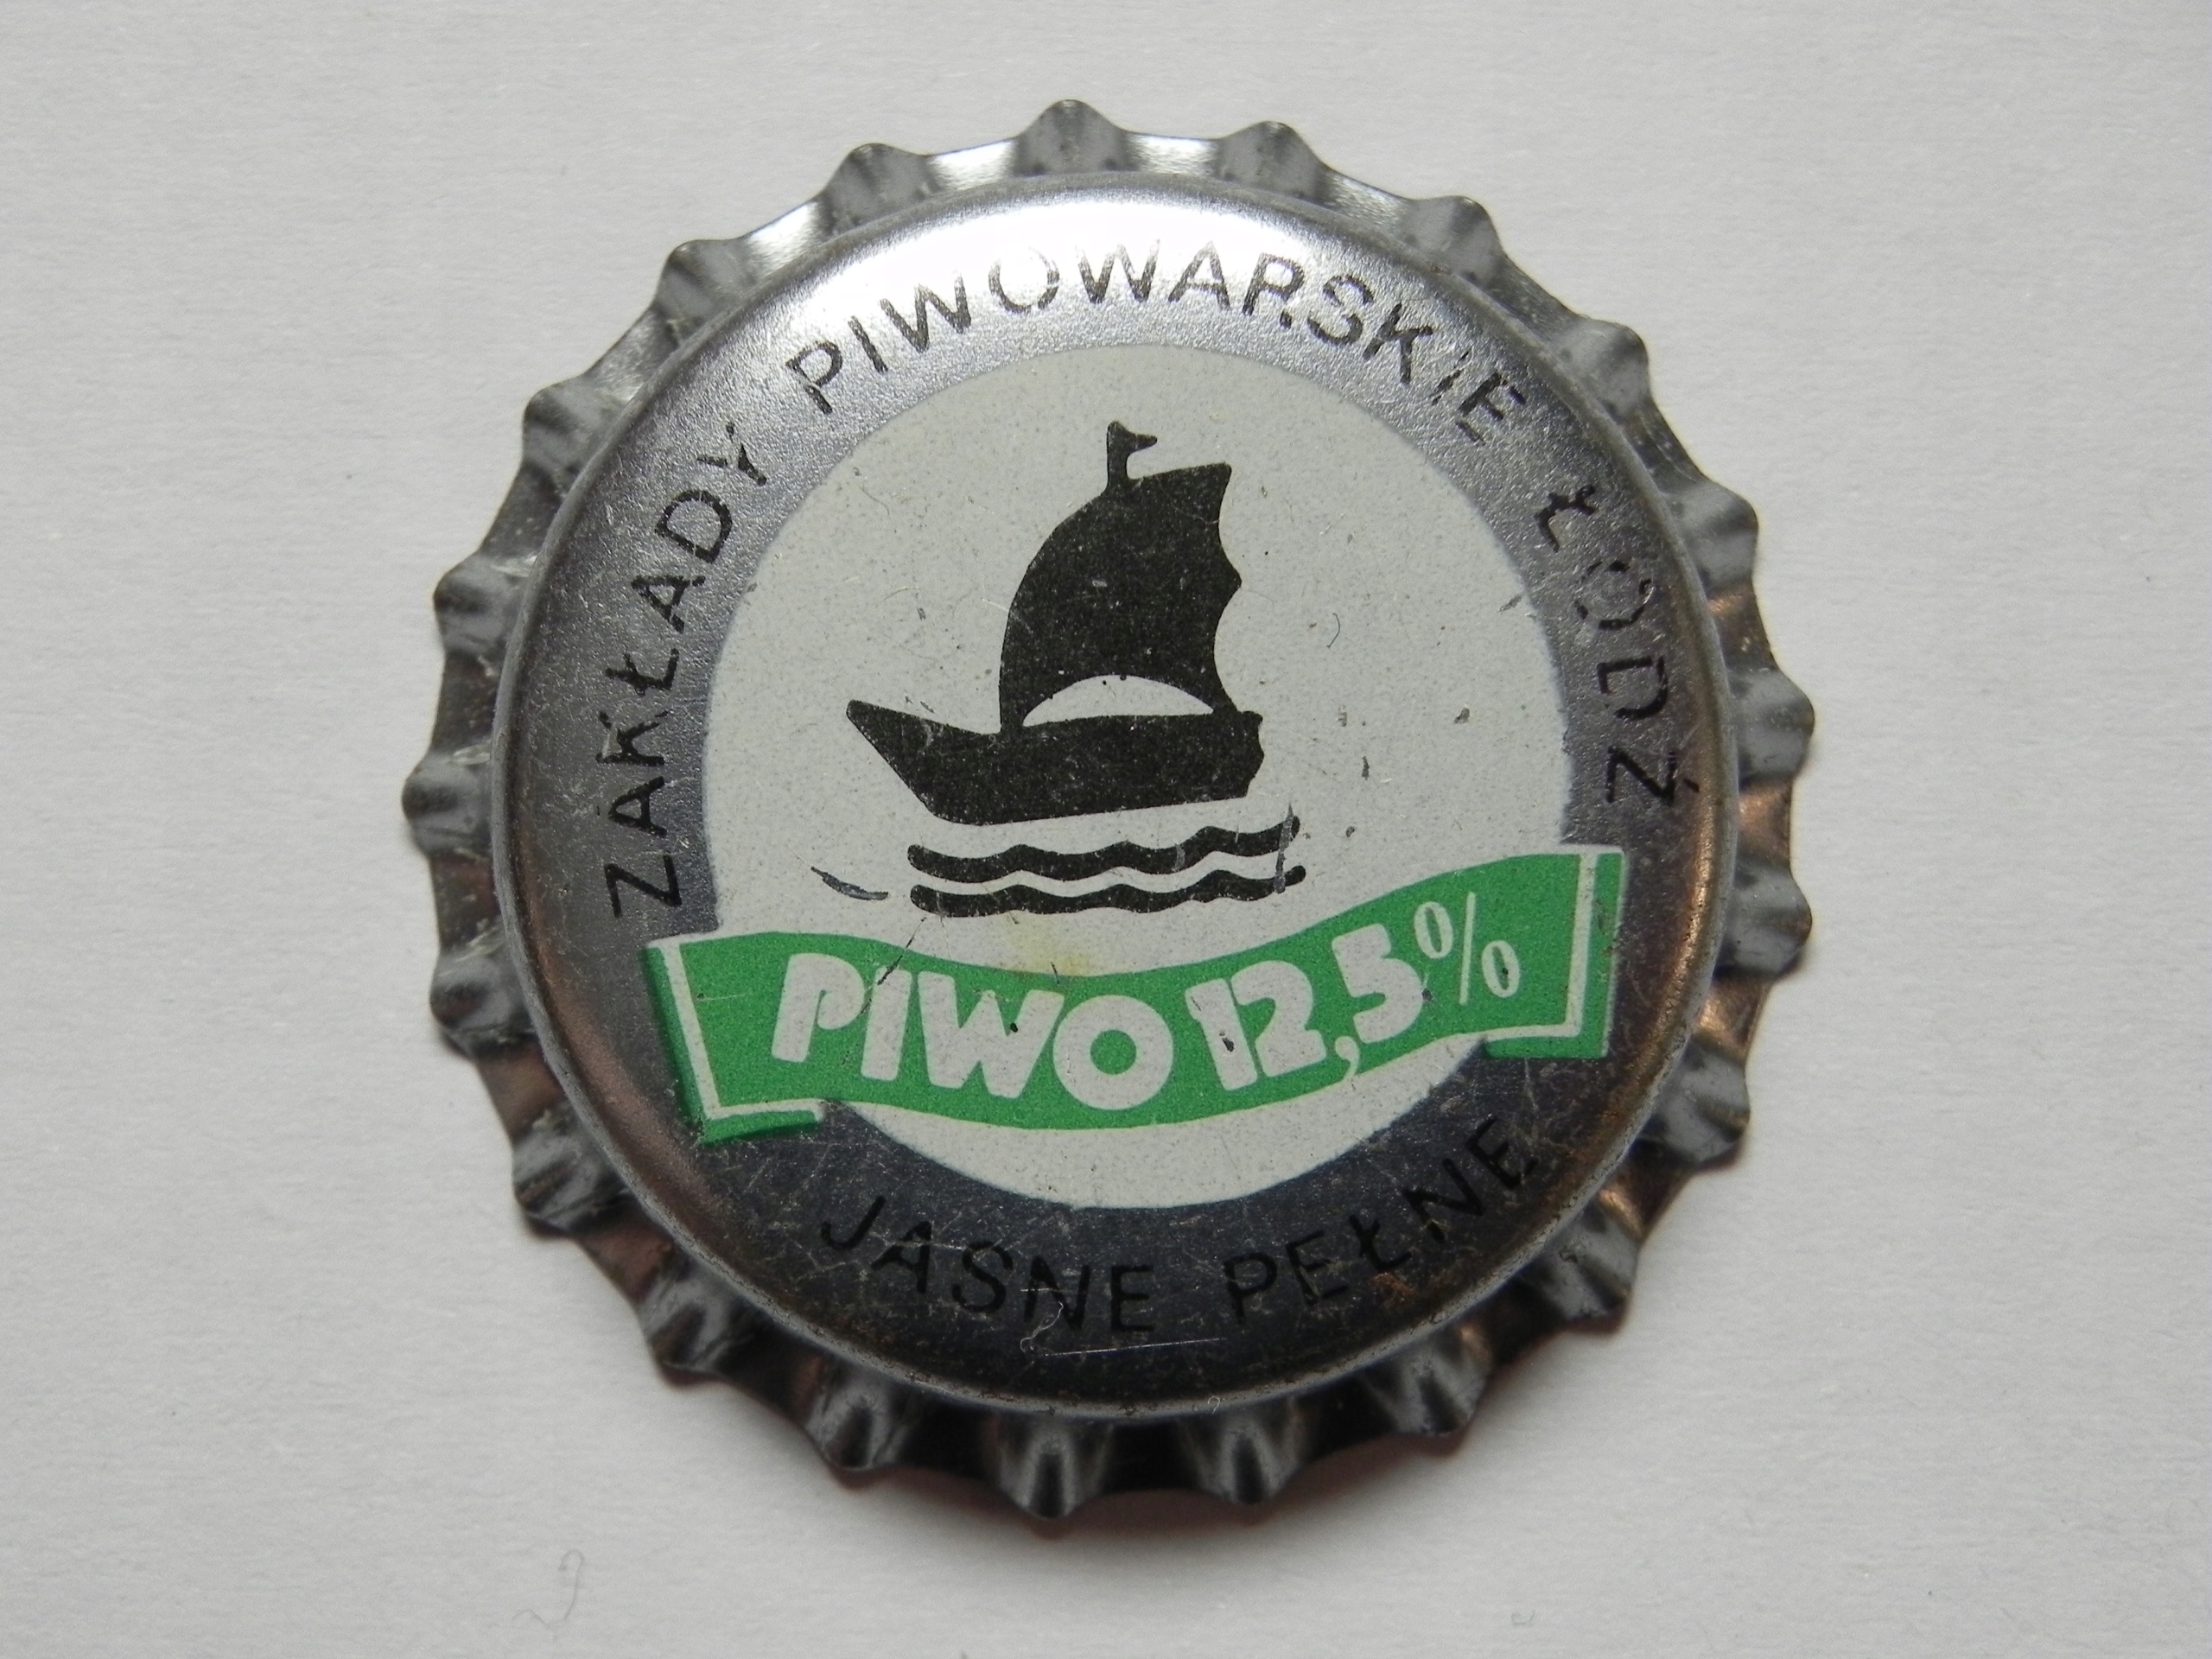 ZAKŁADY PIWOWARSKIE ŁÓDŹ
PIWO 12,5%
JASNE PEŁNE